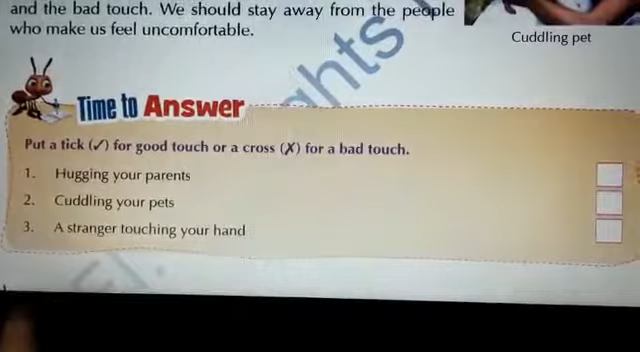 and the bad touch. We should stay away from the people
who make us feel uncomfortable.
Cuddling pet
ghts
Time to Answer
Put a tick (✓) for good touch or a cross (✗) for a bad touch.
1. Hugging your parents
2. Cuddling your pets
3. A stranger touching your hand